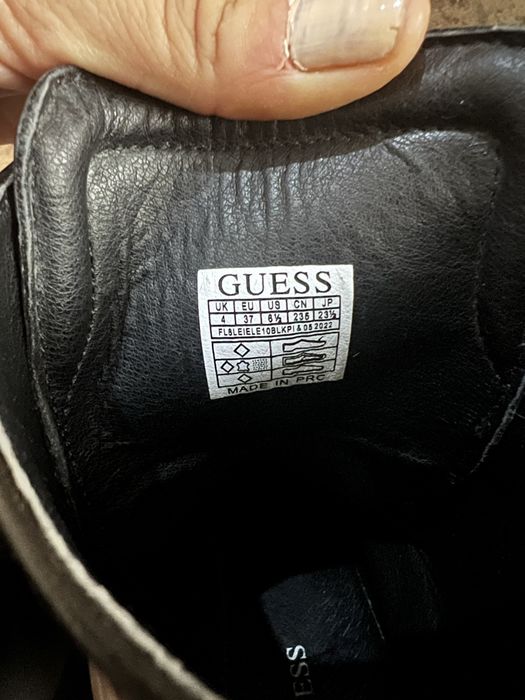 GUESS
UK EU US CN JP
4 37 6½ 235 23½
FL8LEIELE10BLKPI & 05 2022
MADE IN PRC
ESS